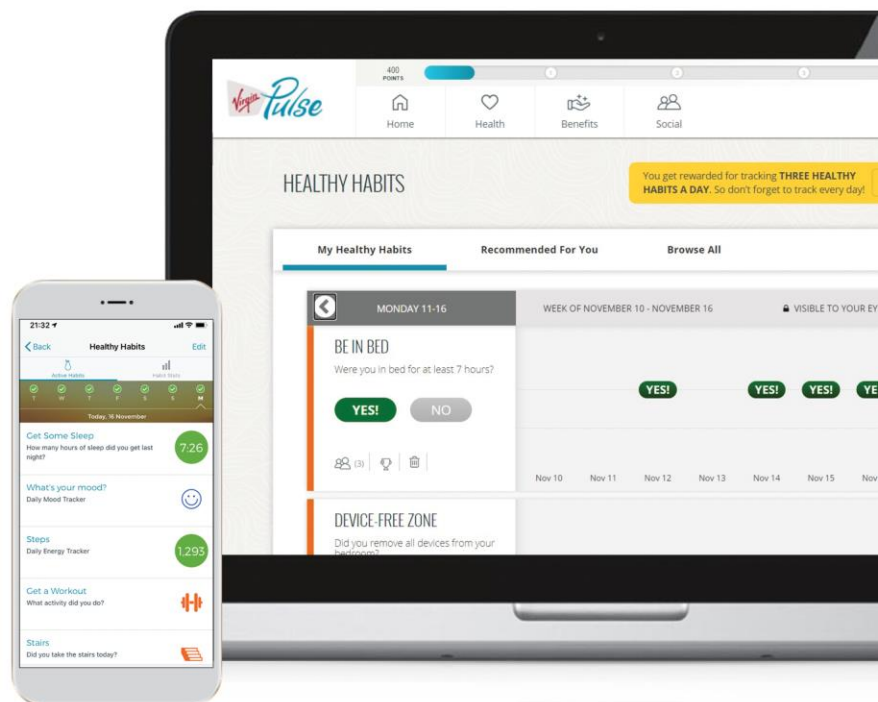 400
POINTS
1
2
3
Virgin Pulse
Home
Health
Benefits
Social
HEALTHY HABITS
You get rewarded for tracking THREE HEALTHY
HABITS A DAY. So don't forget to track every day!
My Healthy Habits
Recommended For You
Browse All
MONDAY 11-16
WEEK OF NOVEMBER 10 - NOVEMBER 16
VISIBLE TO YOUR EY
BE IN BED
Were you in bed for at least 7 hours?
YES!
NO
(3)
YES!
YES!
YES!
YE
Nov 10
Nov 11
Nov 12
Nov 13
Nov 14
Nov 15
Nov
DEVICE-FREE ZONE
Did you remove all devices from your
bedroom?
21:32
Back
Healthy Habits
Edit
Active Habits
Habit Stats
T
W
T
F
S
S
M
Today, 16 November
Get Some Sleep
How many hours of sleep did you get last
night?
7:26
What's your mood?
Daily Mood Tracker
Steps
Daily Energy Tracker
1,293
Get a Workout
What activity did you do?
Stairs
Did you take the stairs today?